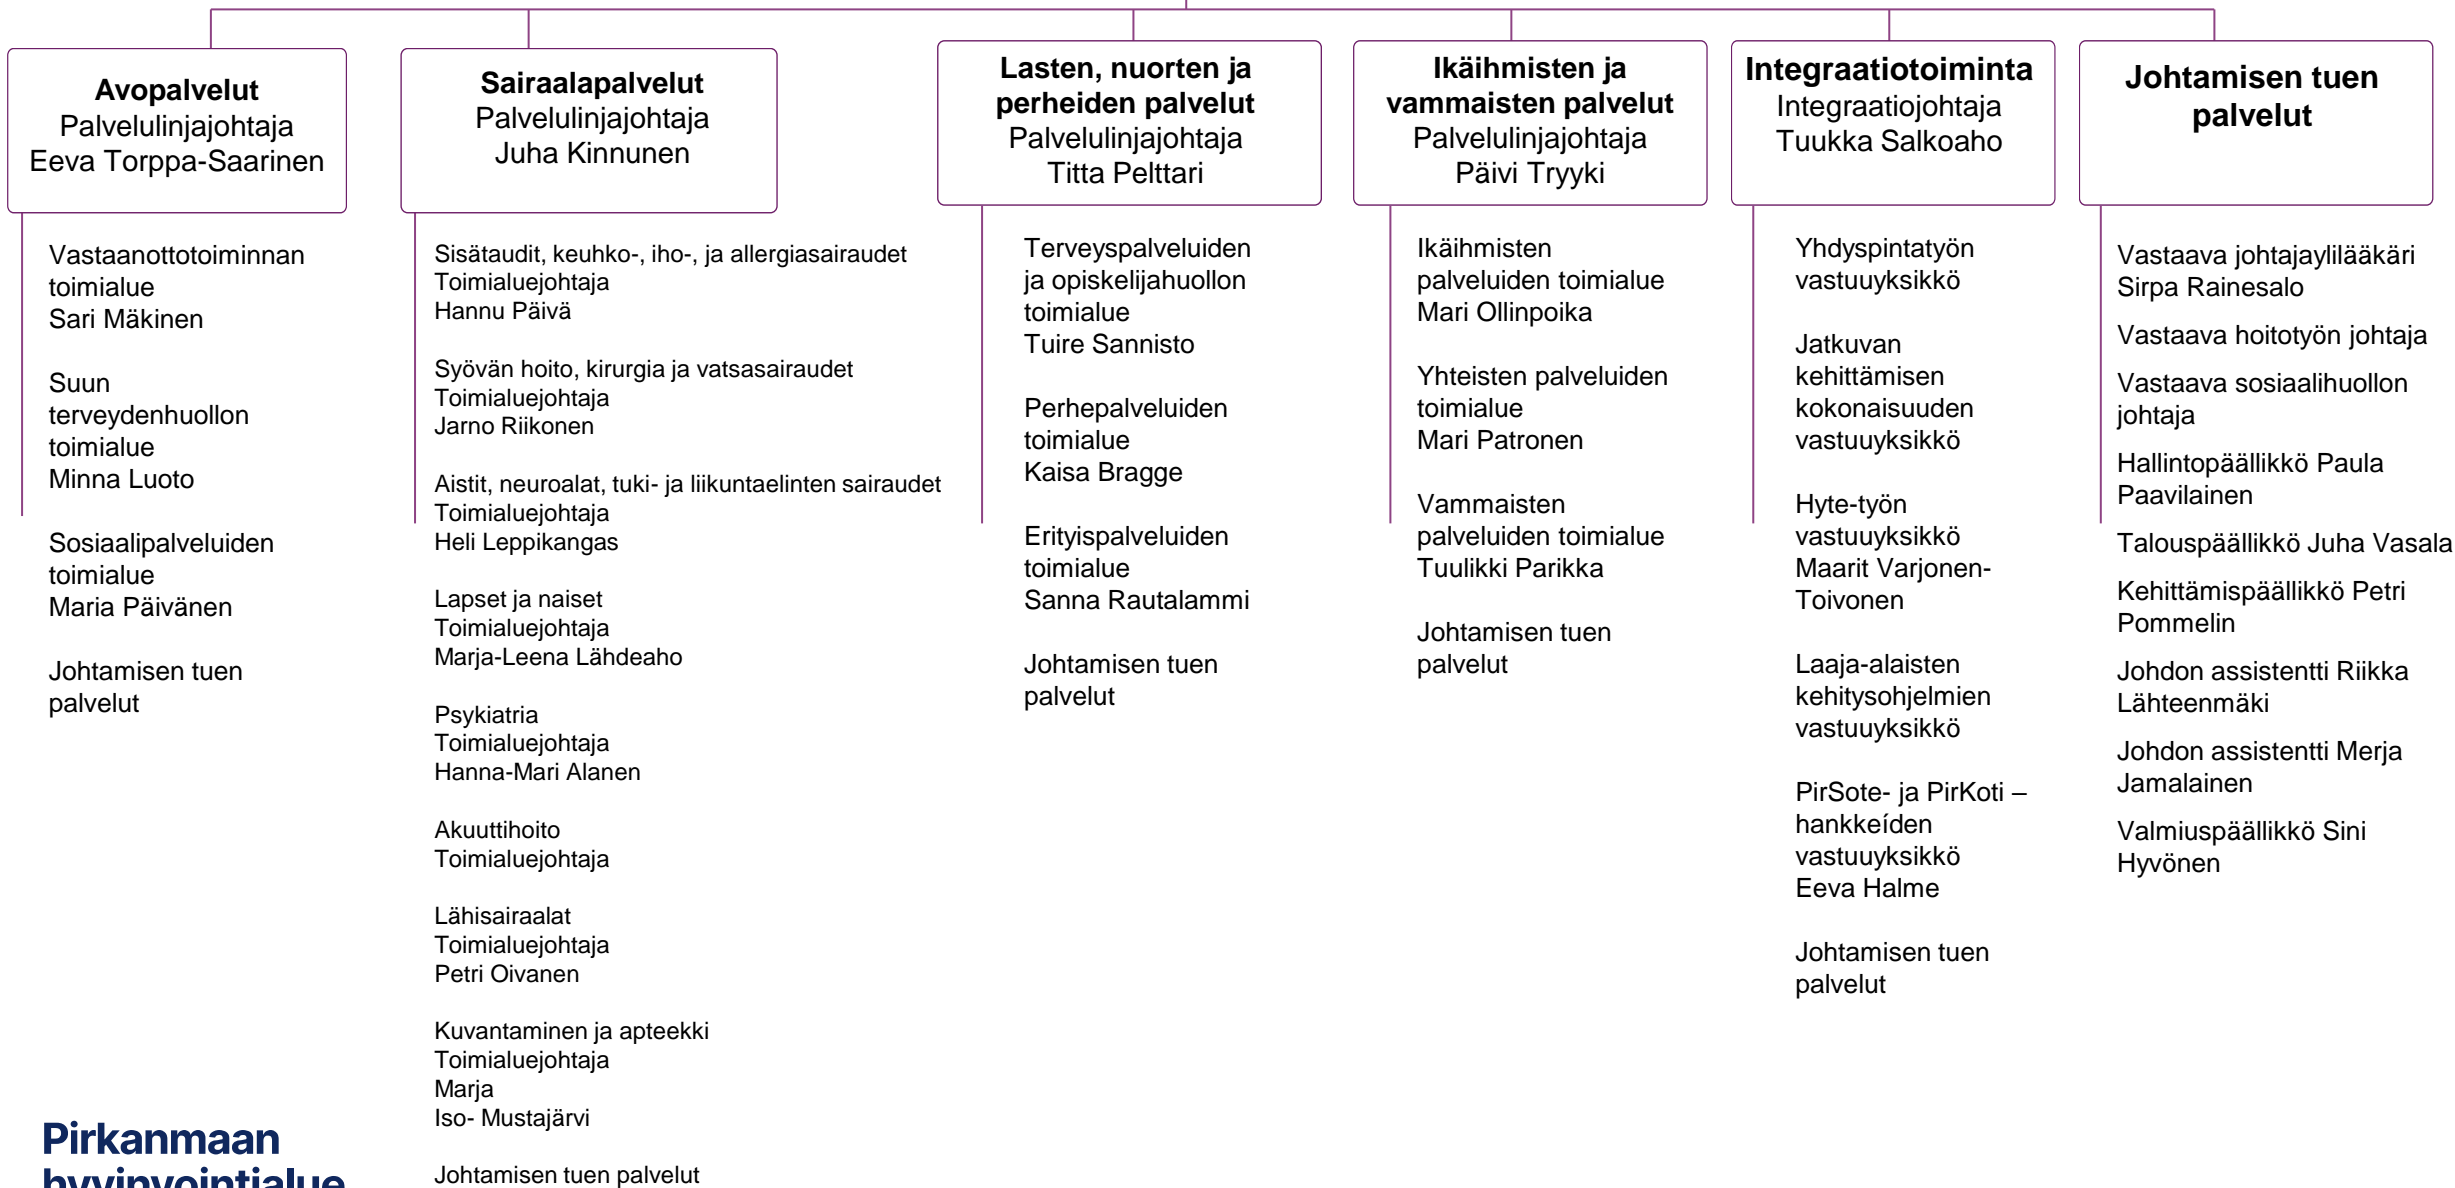 Avopalvelut
Palvelulinjajohtaja
Eeva Torppa-Saarinen
Vastaanottotoiminnan
toimialue
Sari Mäkinen
Suun
terveydenhuollon
toimialue
Minna Luoto
Sosiaalipalveluiden
toimialue
Maria Päivänen
Johtamisen tuen
palvelut
Sairaalapalvelut
Palvelulinjajohtaja
Juha Kinnunen
Sisätaudit, keuhko-, iho-, ja allergiasairaudet
Toimialuejohtaja
Hannu Päivä
Syövän hoito, kirurgia ja vatsasairaudet
Toimialuejohtaja
Jarno Riikonen
Aistit, neuroalat, tuki- ja liikuntaelinten sairaudet
Toimialuejohtaja
Heli Leppikangas
Lapset ja naiset
Toimialuejohtaja
Marja-Leena Lähdeaho
Psykiatria
Toimialuejohtaja
Hanna-Mari Alanen
Akuuttihoito
Toimialuejohtaja
Lähisairaalat
Toimialuejohtaja
Petri Oivanen
Kuvantaminen ja apteekki
Toimialuejohtaja
Marja
Iso- Mustajärvi
Johtamisen tuen palvelut
Lasten, nuorten ja
perheiden palvelut
Palvelulinjajohtaja
Titta Pelttari
Terveyspalveluiden
ja opiskelijahuollon
toimialue
Tuire Sannisto
Perhepalveluiden
toimialue
Kaisa Bragge
Erityispalveluiden
toimialue
Sanna Rautalammi
Johtamisen tuen
palvelut
Ikäihmisten ja
vammaisten palvelut
Palvelulinjajohtaja
Päivi Tryyki
Ikäihmisten
palveluiden toimialue
Mari Ollinpoika
Yhteisten palveluiden
toimialue
Mari Patronen
Vammaisten
palveluiden toimialue
Tuulikki Parikka
Johtamisen tuen
palvelut
Integraatiotoiminta
Integraatiojohtaja
Tuukka Salkoaho
Yhdyspintatyön
vastuuyksikkö
Jatkuvan
kehittämisen
kokonaisuuden
vastuuyksikkö
Hyte-työn
vastuuyksikkö
Maarit Varjonen-
Toivonen
Laaja-alaisten
kehitysohjelmien
vastuuyksikkö
PirSote- ja PirKoti –
hankkeíden
vastuuyksikkö
Eeva Halme
Johtamisen tuen
palvelut
Johtamisen tuen
palvelut
Vastaava johtajaylilääkäri
Sirpa Rainesalo
Vastaava hoitotyön johtaja
Vastaava sosiaalihuollon
johtaja
Hallintopäällikkö Paula
Paavilainen
Talouspäällikkö Juha Vasala
Kehittämispäällikkö Petri
Pommelin
Johdon assistentti Riikka
Lähteenmäki
Johdon assistentti Merja
Jamalainen
Valmiuspäällikkö Sini
Hyvönen
Pirkanmaan
hyvinvointialue